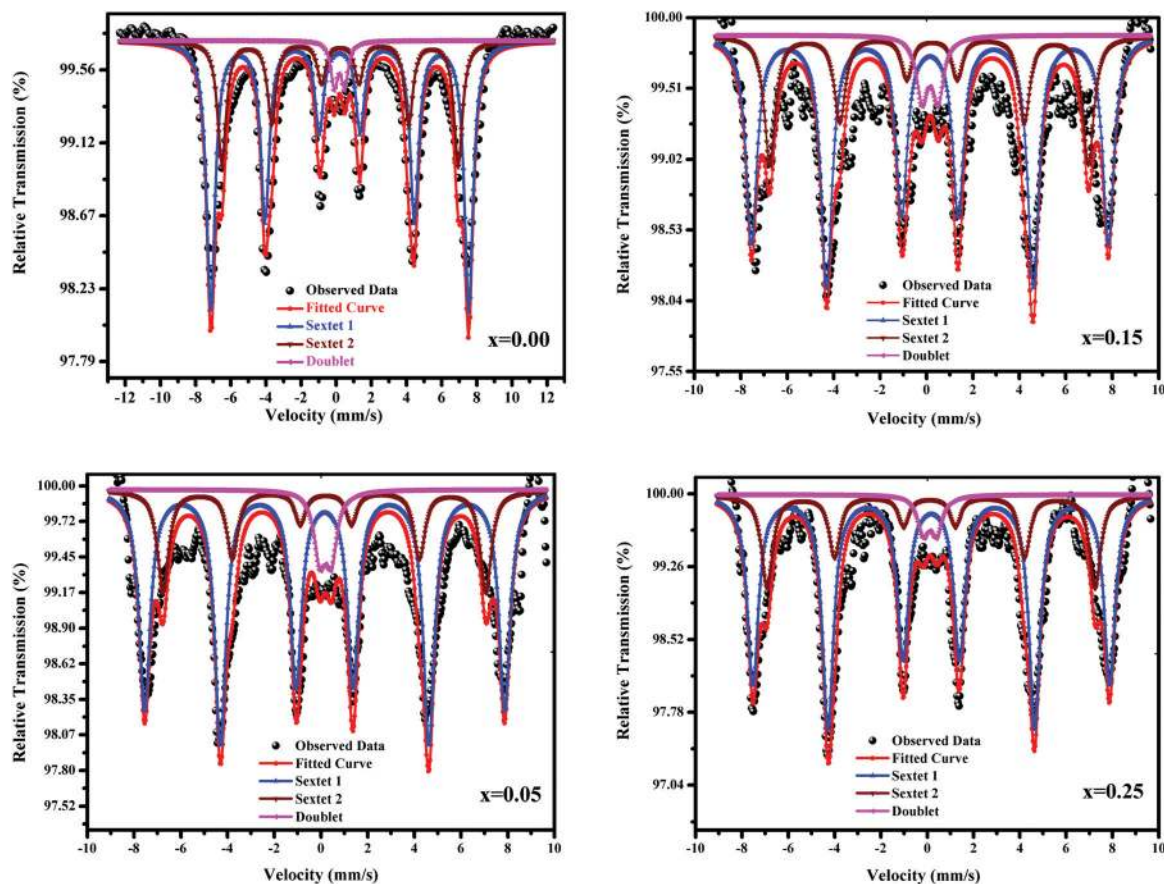 99.56
99.12
98.67
98.23
97.79
Relative Transmission (%)
Observed Data
Fitted Curve
Sextet 1
Sextet 2
Doublet
x=0.00
-12 -10 -8 -6 -4 -2 0 2 4 6 8 10 12
Velocity (mm/s)
100.00
99.51
99.02
98.53
98.04
97.55
Relative Transmission (%)
Observed Data
Fitted Curve
Sextet 1
Sextet 2
Doublet
x=0.15
-10 -8 -6 -4 -2 0 2 4 6 8 10
Velocity (mm/s)
100.00
99.72
99.45
99.17
98.90
98.62
98.35
98.07
97.80
97.52
Relative Transmission (%)
Observed Data
Fitted Curve
Sextet 1
Sextet 2
Doublet
x=0.05
-10 -8 -6 -4 -2 0 2 4 6 8 10
Velocity (mm/s)
100.00
99.26
98.52
97.78
97.04
Relative Transmission (%)
Observed Data
Fitted Curve
Sextet 1
Sextet 2
Doublet
x=0.25
-10 -8 -6 -4 -2 0 2 4 6 8 10
Velocity (mm/s)